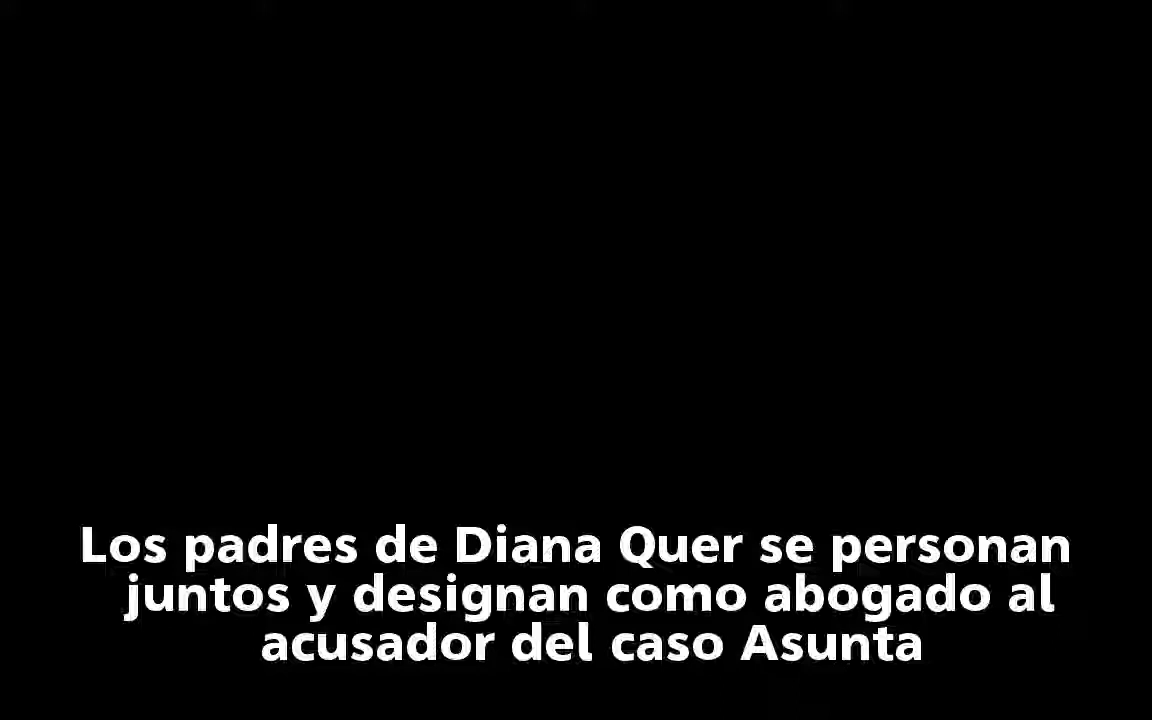 Los padres de Diana Quer se personan
juntos y designan como abogado al
acusador del caso Asunta